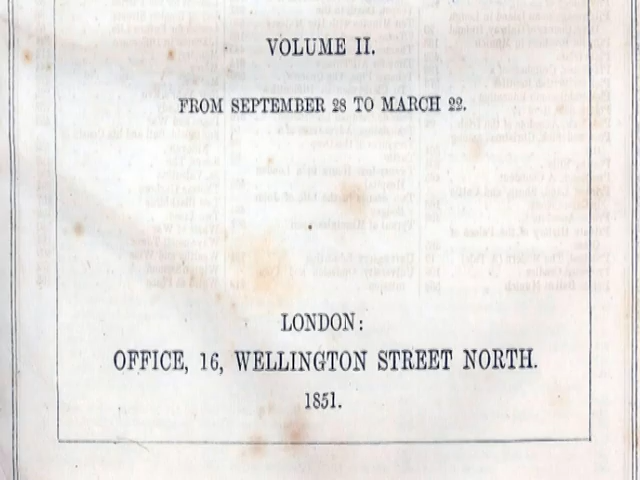 VOLUME II.
FROM SEPTEMBER 28 TO MARCH 22.
LONDON:
OFFICE, 16, WELLINGTON STREET NORTH.
1851.